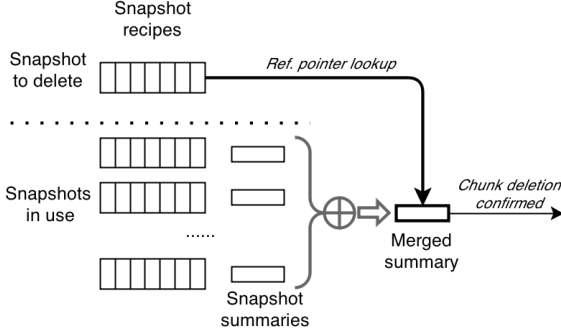 Snapshot
recipes
Snapshot
to delete
Ref. pointer lookup
Snapshots
in use
......
Chunk deletion
confirmed
Merged
summary
Snapshot
summaries